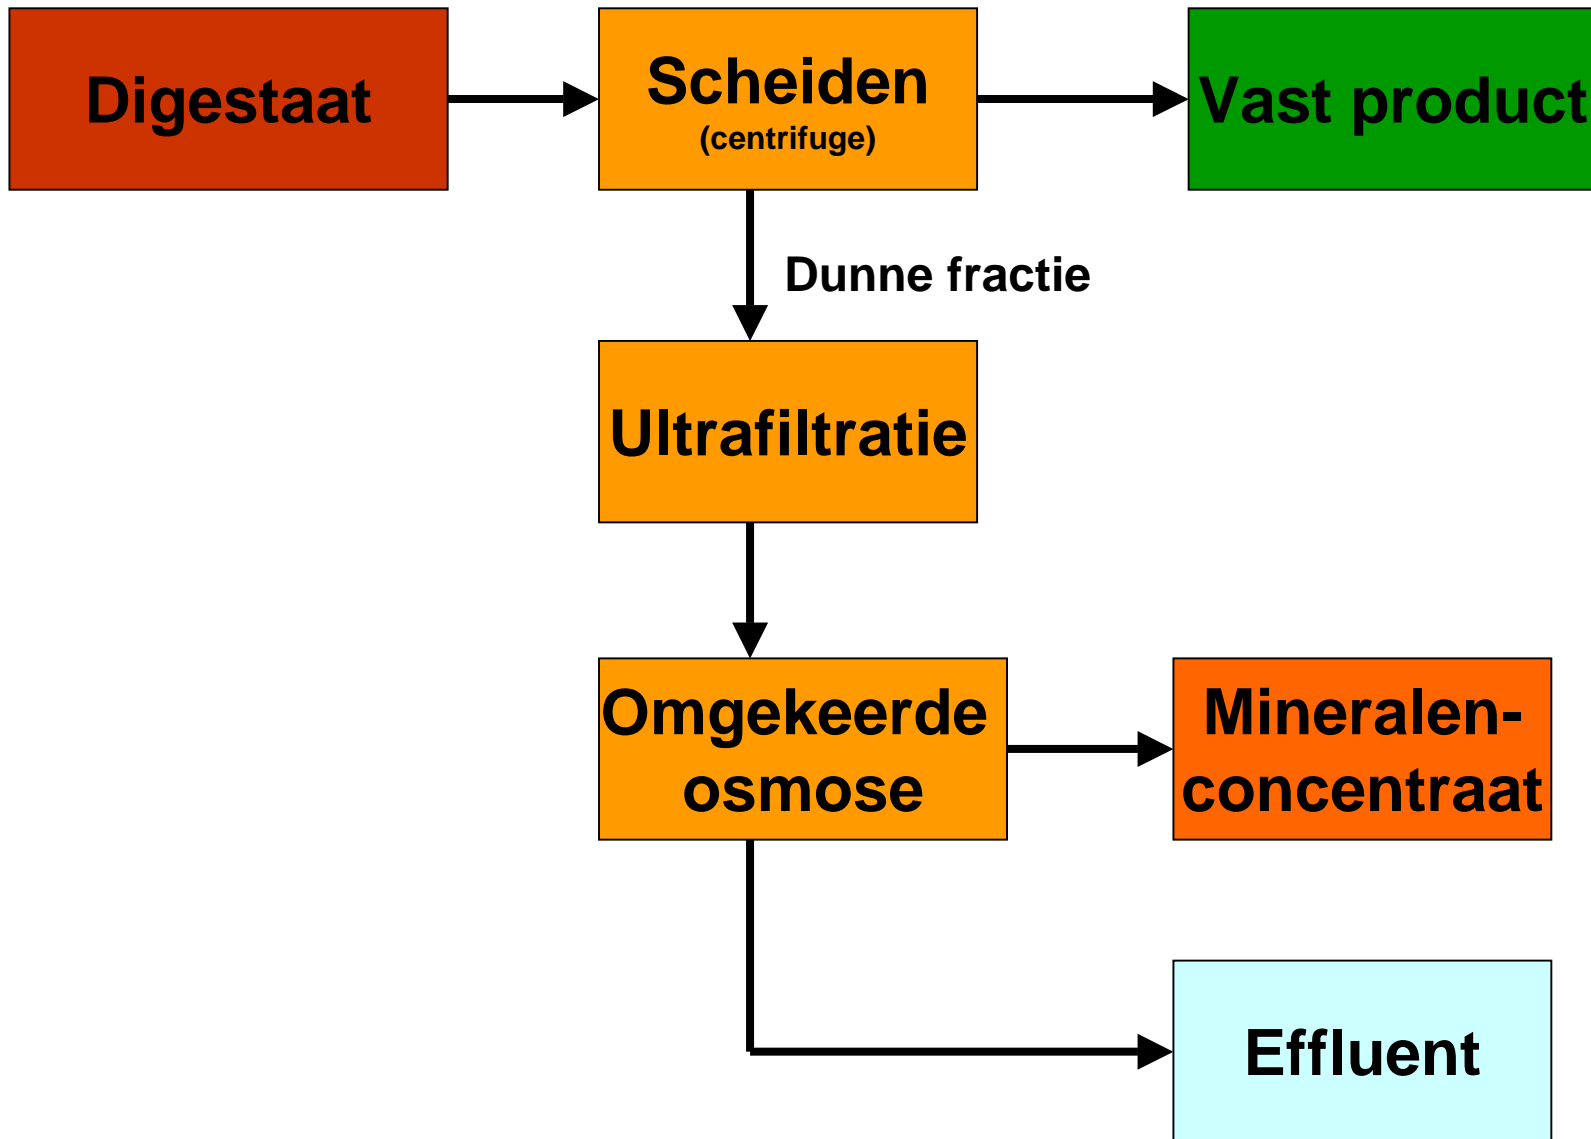 Digestaat
Scheiden
(centrifuge)
Vast product
Dunne fractie
Ultrafiltratie
Omgekeerde
osmose
Mineralen-
concentraat
Effluent